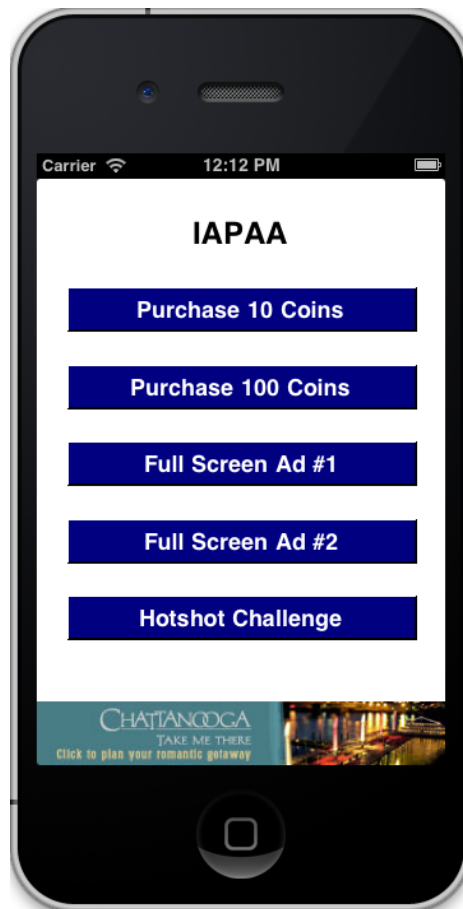 Carrier 12:12 PM
IAPAA
Purchase 10 Coins
Purchase 100 Coins
Full Screen Ad #1
Full Screen Ad #2
Hotshot Challenge
CHATTANOOGA
TAKE ME THERE
Click to plan your romantic getaway